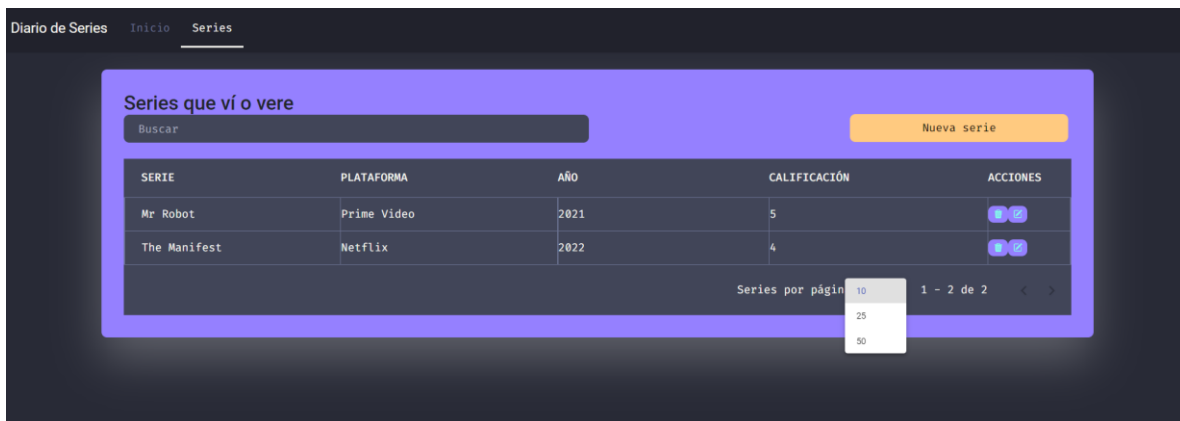 Diario de Series Inicio Series
Series que ví o vere
Buscar Nueva serie
SERIE PLATAFORMA AÑO CALIFICACIÓN ACCIONES
Mr Robot Prime Video 2021 5
The Manifest Netflix 2022 4
Series por págin 10 1 - 2 de 2
25
50